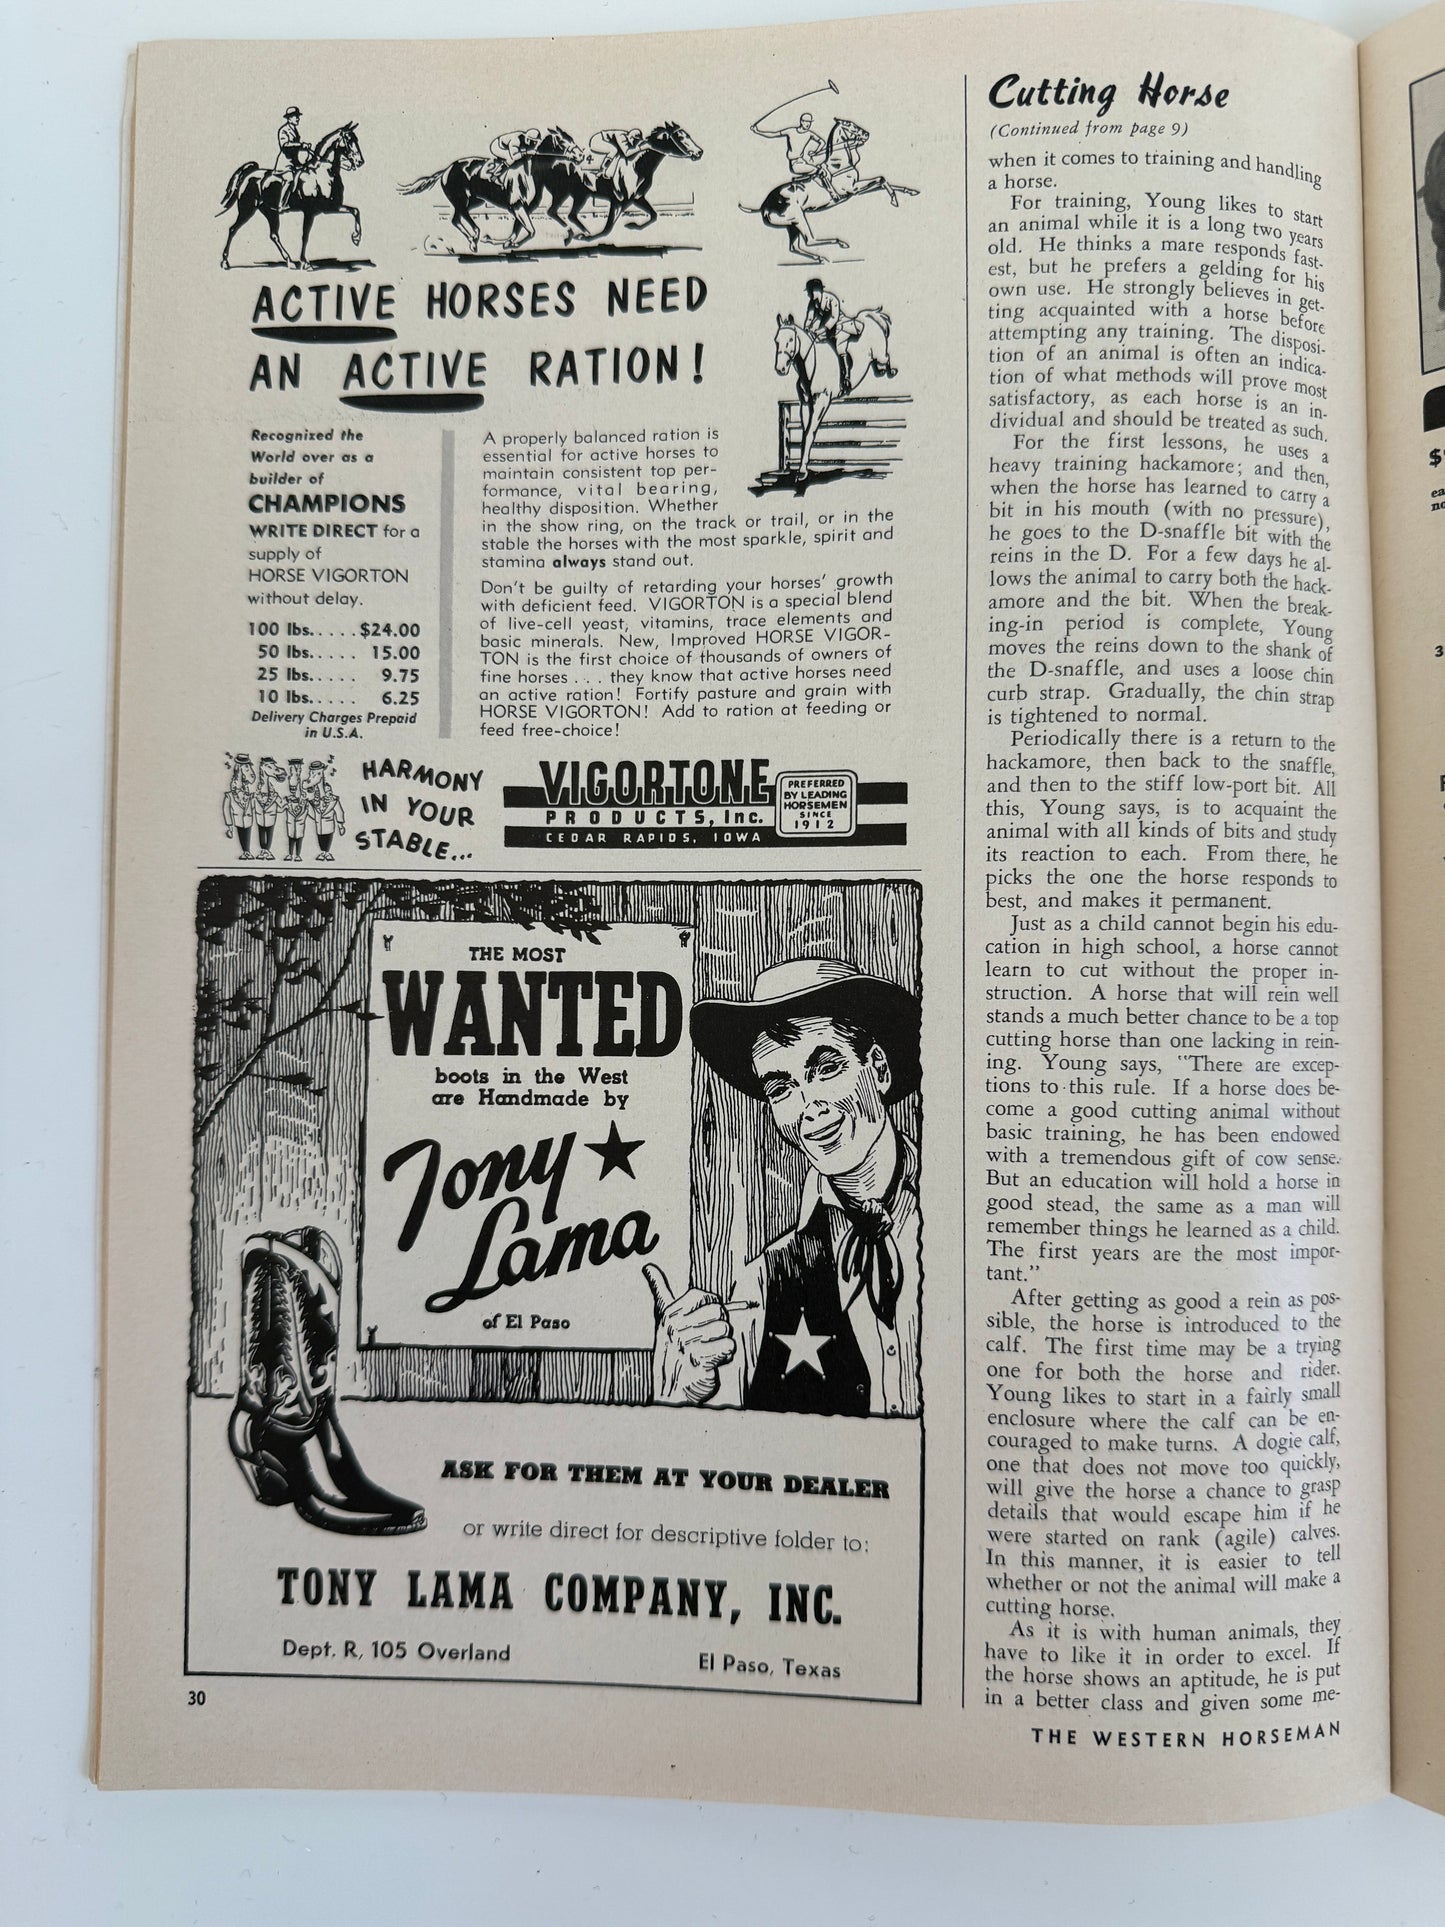 ACTIVE HORSES NEED
AN ACTIVE RATION!
Recognized the
World over as a
builder of
CHAMPIONS
WRITE DIRECT for a
supply of
HORSE VIGORTON
without delay.
100 lbs.....$24.00
50 lbs..... 15.00
25 lbs..... 9.75
10 lbs..... 6.25
Delivery Charges Prepaid
in U.S.A.
A properly balanced ration is
essential for active horses to
maintain consistent top per-
formance, vital bearing,
healthy disposition. Whether
in the show ring, on the track or trail, or in the
stable the horses with the most sparkle, spirit and
stamina always stand out.
Don't be guilty of retarding your horses' growth
with deficient feed. VIGORTON is a special blend
of live-cell yeast, vitamins, trace elements and
basic minerals. New, Improved HORSE VIGOR-
TON is the first choice of thousands of owners of
fine horses . . . they know that active horses need
an active ration! Fortify pasture and grain with
HORSE VIGORTON! Add to ration at feeding or
feed free-choice!
HARMONY
IN YOUR
STABLE...
VIGORTONE
PRODUCTS, Inc.
CEDAR RAPIDS, IOWA
PREFERRED
BY LEADING
HORSEMEN
SINCE
1912
THE MOST
WANTED
boots in the West
are Handmade by
Tony
Lama
of El Paso
ASK FOR THEM AT YOUR DEALER
or write direct for descriptive folder to:
TONY LAMA COMPANY, INC.
Dept. R, 105 Overland
El Paso, Texas
30
Cutting Horse
(Continued from page 9)
when it comes to training and handling
a horse.
For training, Young likes to start
an animal while it is a long two years
old. He thinks a mare responds fast-
est, but he prefers a gelding for his
own use. He strongly believes in get-
ting acquainted with a horse before
attempting any training. The disposi-
tion of an animal is often an indica-
tion of what methods will prove most
satisfactory, as each horse is an in-
dividual and should be treated as such.
For the first lessons, he uses a
heavy training hackamore; and then,
when the horse has learned to carry a
bit in his mouth (with no pressure),
he goes to the D-snaffle bit with the
reins in the D. For a few days he al-
lows the animal to carry both the hack-
amore and the bit. When the break-
ing-in period is complete, Young
moves the reins down to the shank of
the D-snaffle, and uses a loose chin
curb strap. Gradually, the chin strap
is tightened to normal.
Periodically there is a return to the
hackamore, then back to the snaffle,
and then to the stiff low-port bit. All
this, Young says, is to acquaint the
animal with all kinds of bits and study
its reaction to each. From there, he
picks the one the horse responds to
best, and makes it permanent.
Just as a child cannot begin his edu-
cation in high school, a horse cannot
learn to cut without the proper in-
struction. A horse that will rein well
stands a much better chance to be a top
cutting horse than one lacking in rein-
ing. Young says, "There are excep-
tions to this rule. If a horse does be-
come a good cutting animal without
basic training, he has been endowed
with a tremendous gift of cow sense.
But an education will hold a horse in
good stead, the same as a man will
remember things he learned as a child.
The first years are the most impor-
tant."
After getting as good a rein as pos-
sible, the horse is introduced to the
calf. The first time may be a trying
one for both the horse and rider.
Young likes to start in a fairly small
enclosure where the calf can be en-
couraged to make turns. A dogie calf,
one that does not move too quickly,
will give the horse a chance to grasp
details that would escape him if he
were started on rank (agile) calves.
In this manner, it is easier to tell
whether or not the animal will make a
cutting horse.
As it is with human animals, they
have to like it in order to excel. If
the horse shows an aptitude, he is put
in a better class and given some me-
THE WESTERN HORSEMAN